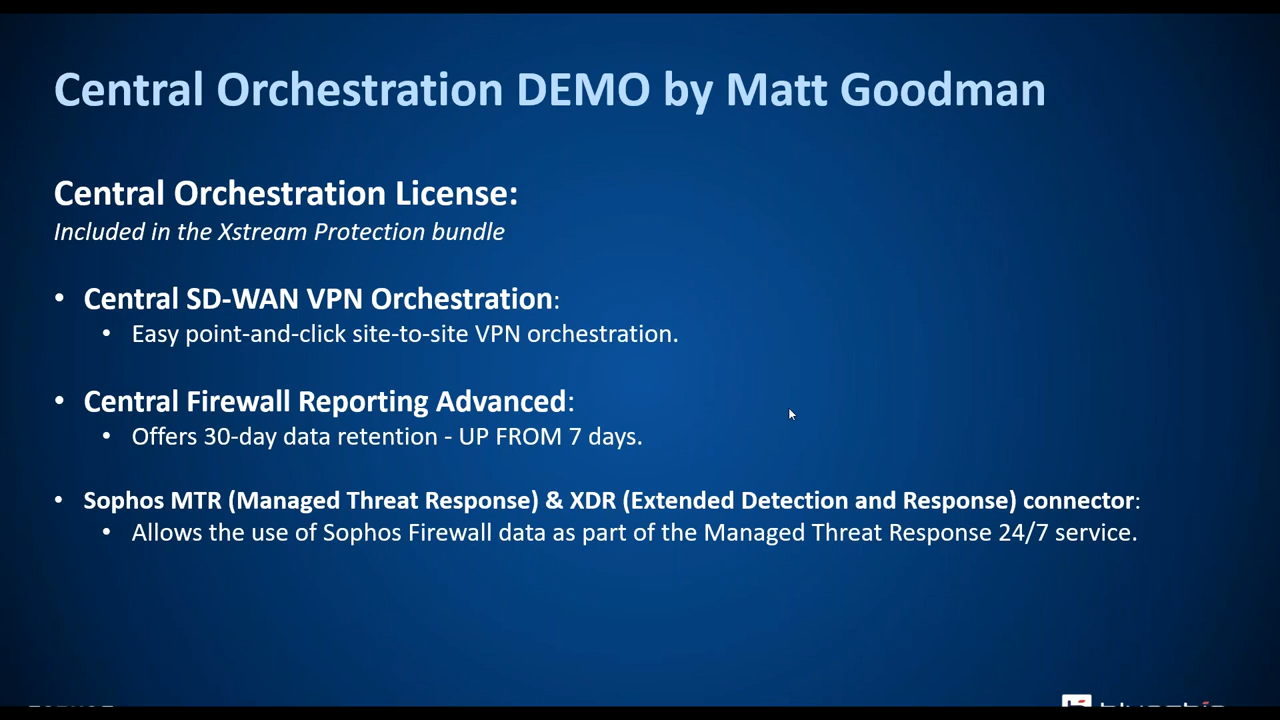 Central Orchestration DEMO by Matt Goodman
Central Orchestration License:
Included in the Xstream Protection bundle
• Central SD-WAN VPN Orchestration:
• Easy point-and-click site-to-site VPN orchestration.
• Central Firewall Reporting Advanced:
• Offers 30-day data retention - UP FROM 7 days.
• Sophos MTR (Managed Threat Response) & XDR (Extended Detection and Response) connector:
• Allows the use of Sophos Firewall data as part of the Managed Threat Response 24/7 service.